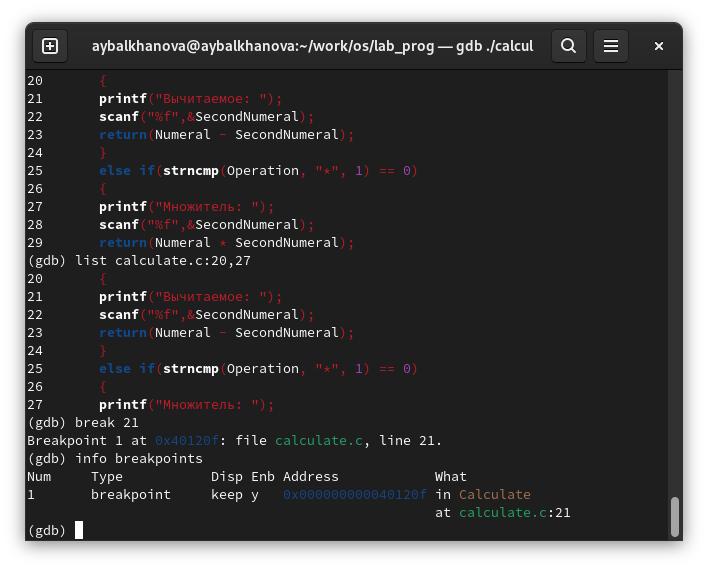 aybalkhanova@aybalkhanova:~/work/os/lab_prog — gdb ./calcul
20       {
21       printf("Вычитаемое: ");
22       scanf("%f",&SecondNumeral);
23       return(Numeral - SecondNumeral);
24       }
25       else if(strncmp(Operation, "*", 1) == 0)
26       {
27       printf("Множитель: ");
28       scanf("%f",&SecondNumeral);
29       return(Numeral * SecondNumeral);
(gdb) list calculate.c:20,27
20       {
21       printf("Вычитаемое: ");
22       scanf("%f",&SecondNumeral);
23       return(Numeral - SecondNumeral);
24       }
25       else if(strncmp(Operation, "*", 1) == 0)
26       {
27       printf("Множитель: ");
(gdb) break 21
Breakpoint 1 at 0x40120f: file calculate.c, line 21.
(gdb) info breakpoints
Num     Type           Disp Enb Address            What
1       breakpoint     keep y   0x000000000040120f in Calculate
                                                   at calculate.c:21
(gdb)